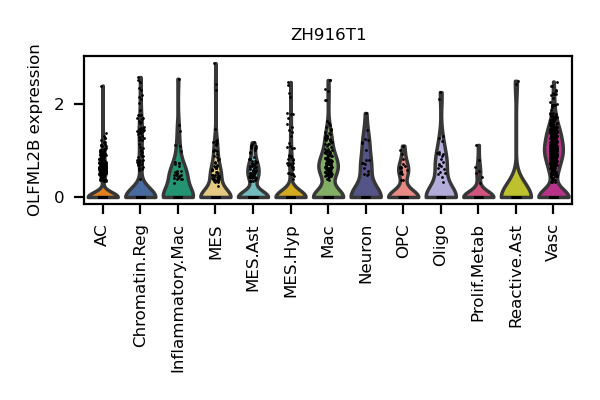 ZH916T1
OLFML2B expression
2
0
AC
Chromatin.Reg
Inflammatory.Mac
MES
MES.Ast
MES.Hyp
Mac
Neuron
OPC
Oligo
Prolif.Metab
Reactive.Ast
Vasc